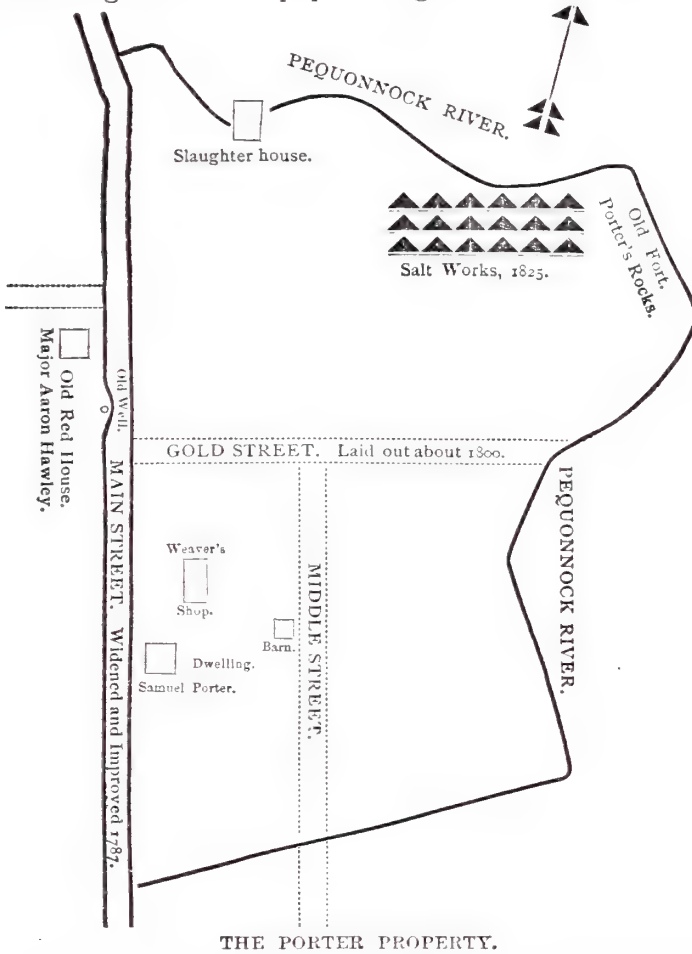 PEQUONNOCK RIVER.
Slaughter house.
Old Fort.
Porter's Rocks.
Salt Works, 1825.
Old Red House.
Major Aaron Hawley.
Old Well.
MAIN STREET. Widened and Improved 1787.
GOLD STREET. Laid out about 1800.
PEQUONNOCK RIVER.
Weaver's
Shop.
MIDDLE STREET.
Barn.
Dwelling.
Samuel Porter.
THE PORTER PROPERTY.